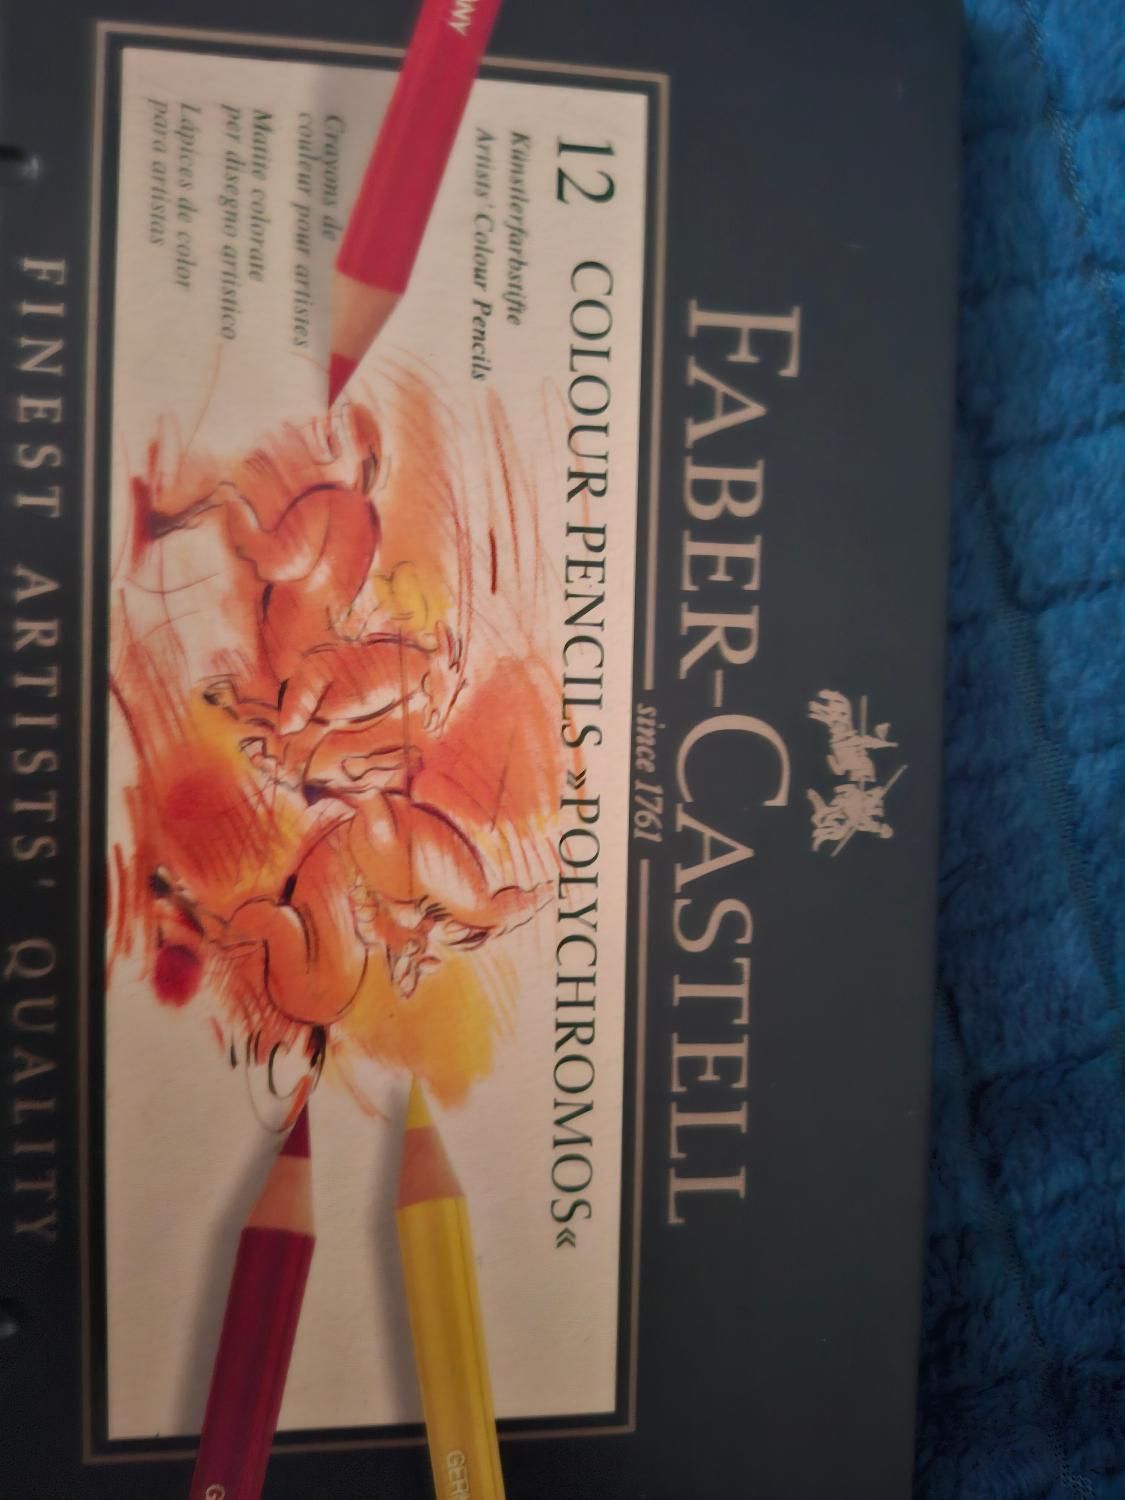 FABER-CASTELL
since 1761
12 COLOUR PENCILS »POLYCHROMOS«
Künstlerfarbstifte
Artists' Colour Pencils
Crayons de
couleur pour artistes
Matite colorate
per disegno artistico
Lápices de color
para artistas
FINEST ARTISTS' QUALITY